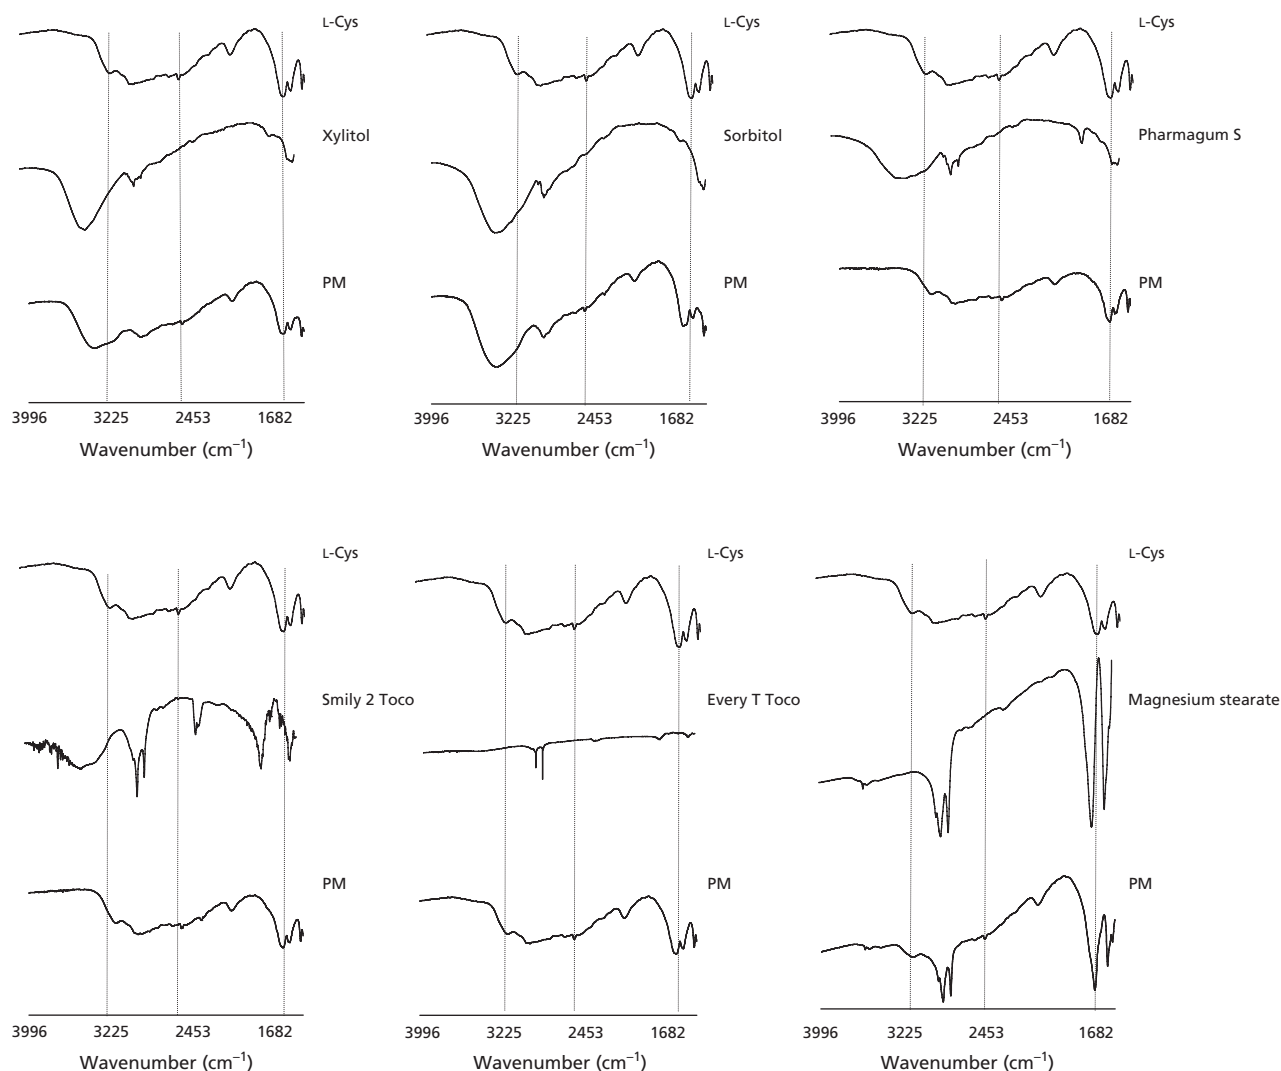 L-Cys
L-Cys
L-Cys
Xylitol
Sorbitol
Pharmagum S
PM
PM
PM
3996 3225 2453 1682
3996 3225 2453 1682
3996 3225 2453 1682
Wavenumber (cm⁻¹)
Wavenumber (cm⁻¹)
Wavenumber (cm⁻¹)
L-Cys
L-Cys
L-Cys
Smily 2 Toco
Every T Toco
Magnesium stearate
PM
PM
PM
3996 3225 2453 1682
3996 3225 2453 1682
3996 3225 2453 1682
Wavenumber (cm⁻¹)
Wavenumber (cm⁻¹)
Wavenumber (cm⁻¹)